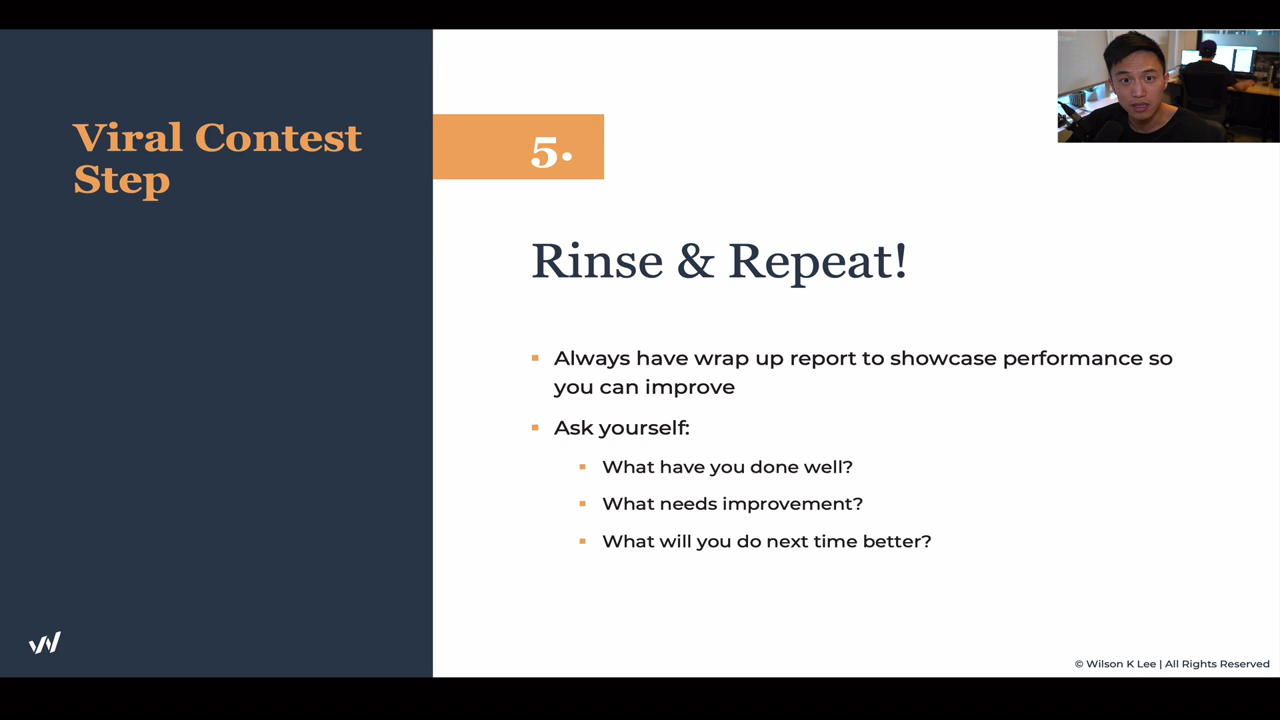 Viral Contest
Step
5.
Rinse & Repeat!
Always have wrap up report to showcase performance so
you can improve
Ask yourself:
What have you done well?
What needs improvement?
What will you do next time better?
© Wilson K Lee | All Rights Reserved